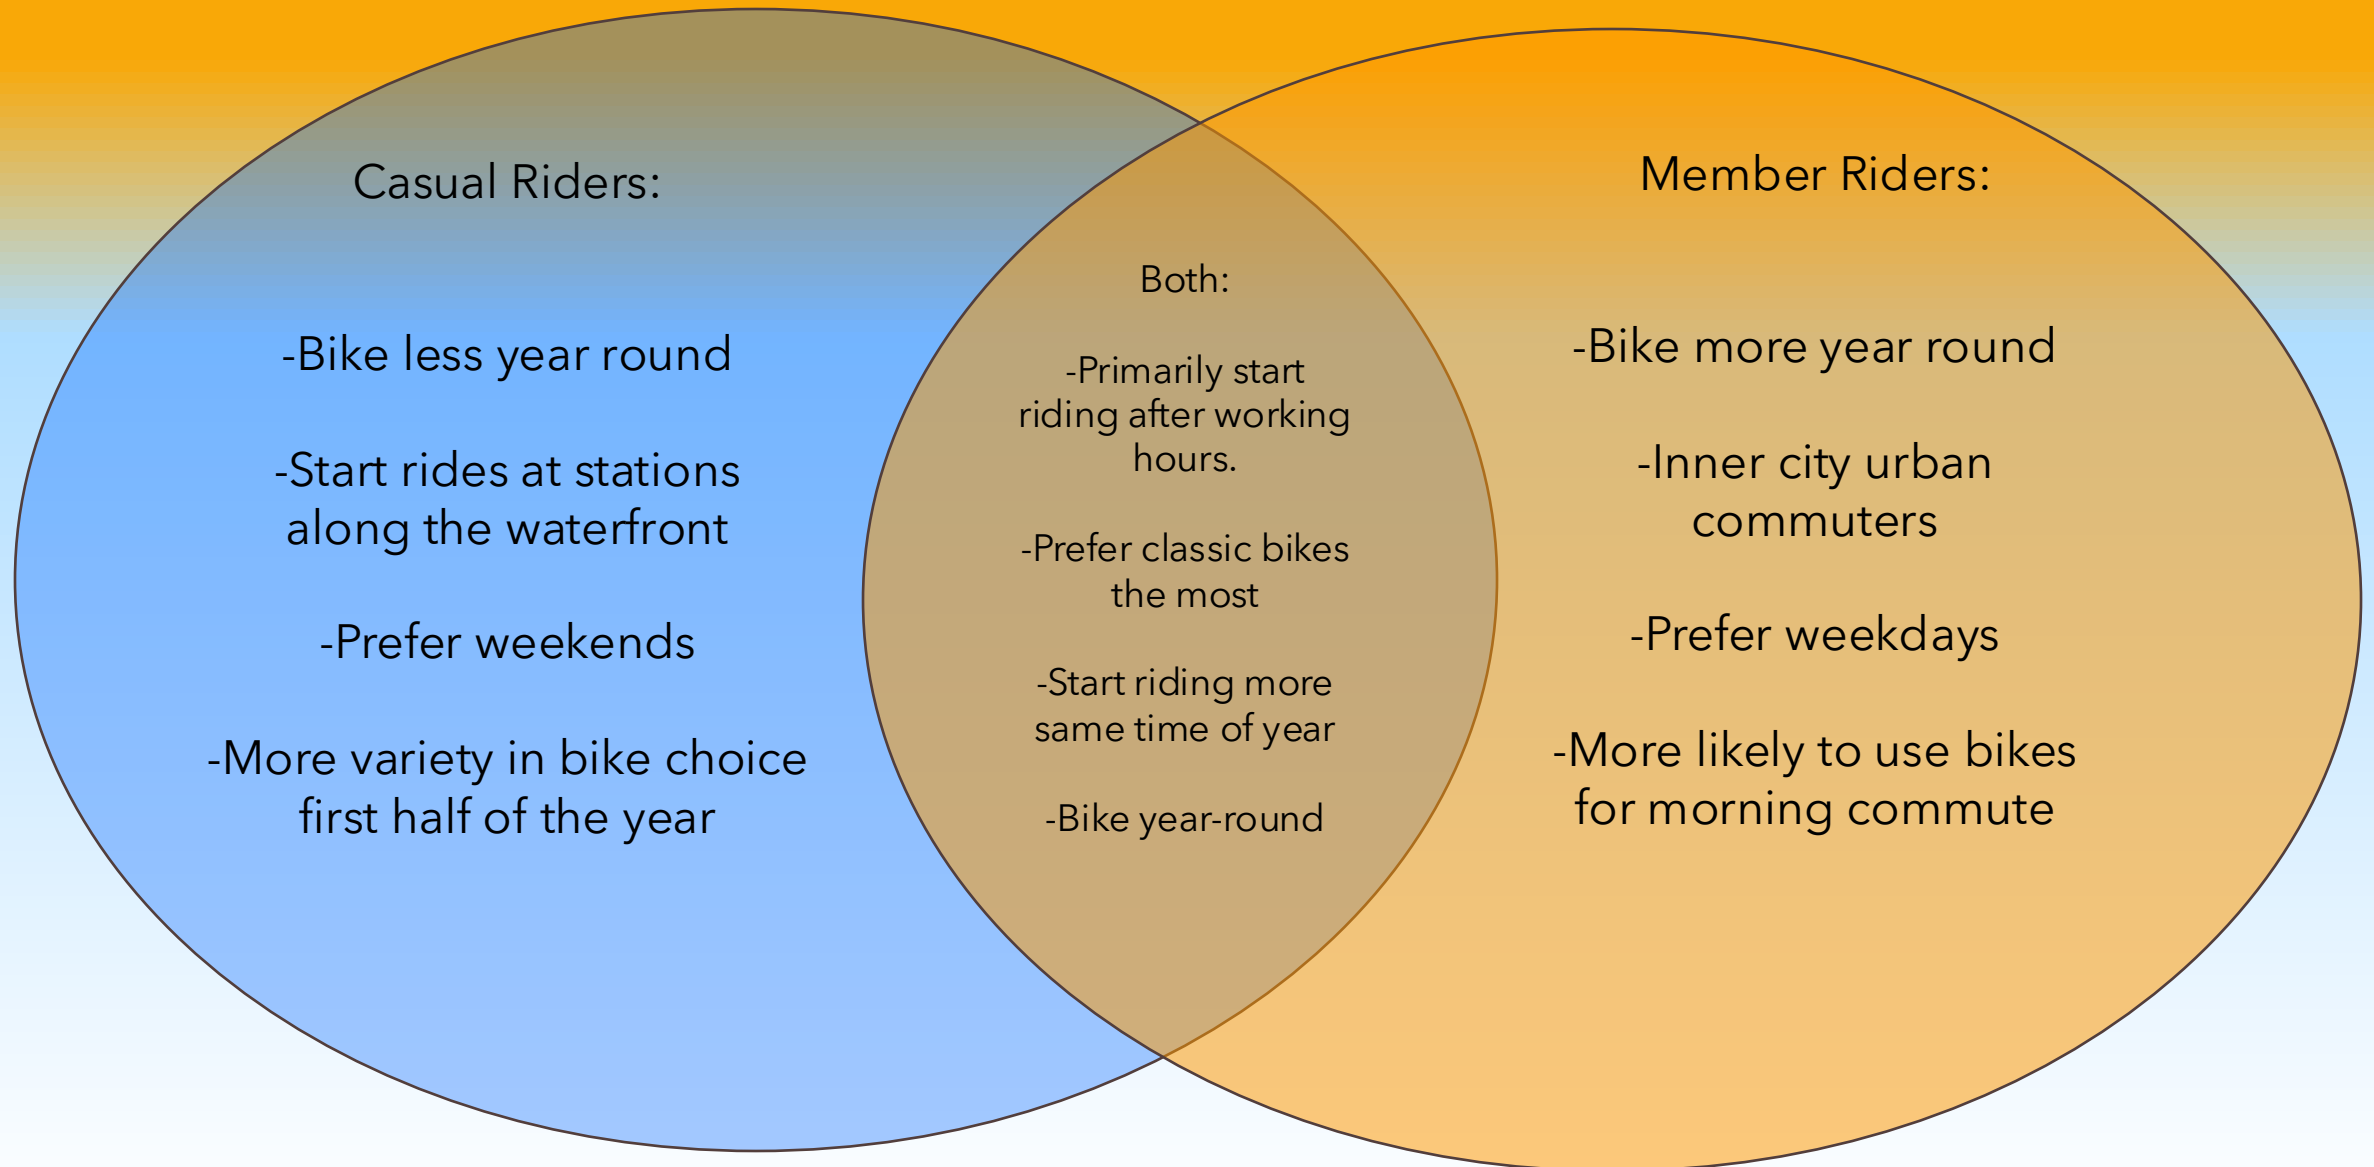 Casual Riders:
-Bike less year round
-Start rides at stations
along the waterfront
-Prefer weekends
-More variety in bike choice
first half of the year
Both:
-Primarily start
riding after working
hours.
-Prefer classic bikes
the most
-Start riding more
same time of year
-Bike year-round
Member Riders:
-Bike more year round
-Inner city urban
commuters
-Prefer weekdays
-More likely to use bikes
for morning commute